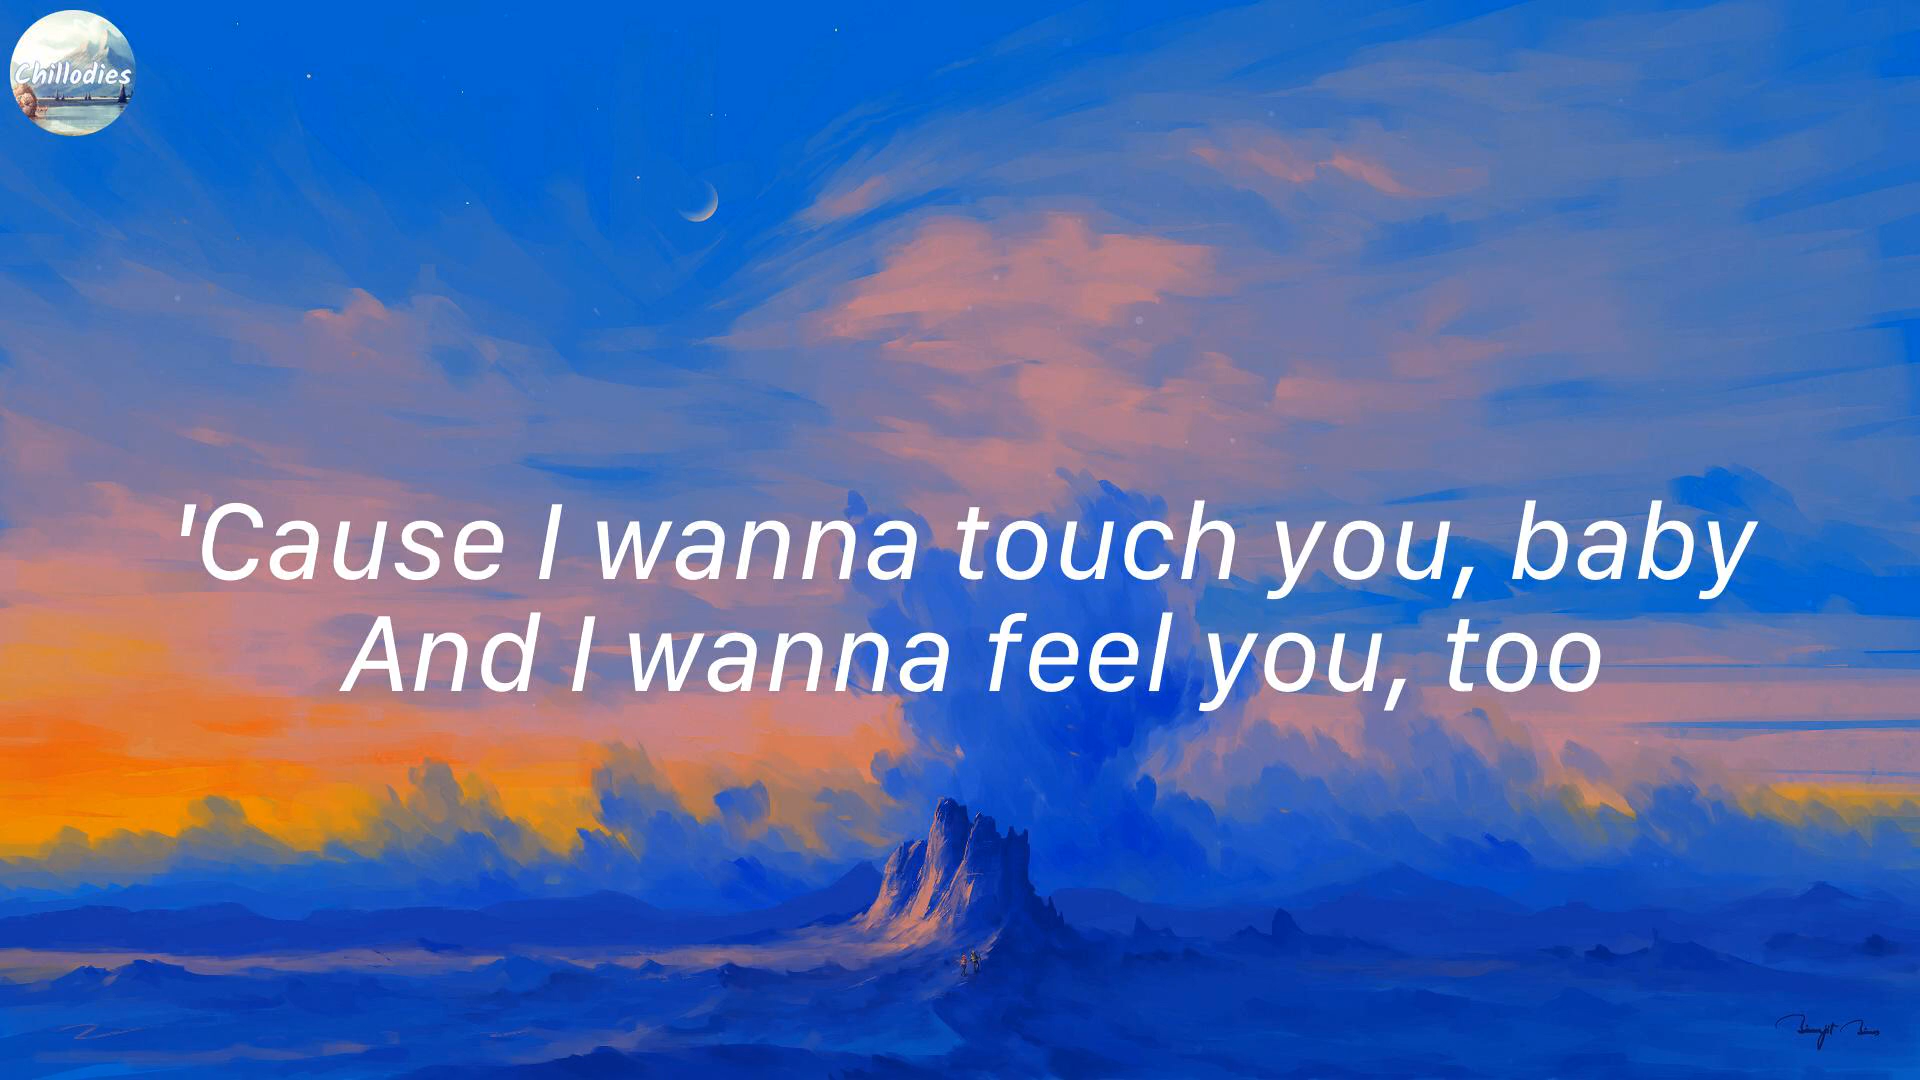 Chillodies
'Cause I wanna touch you, baby
And I wanna feel you, too